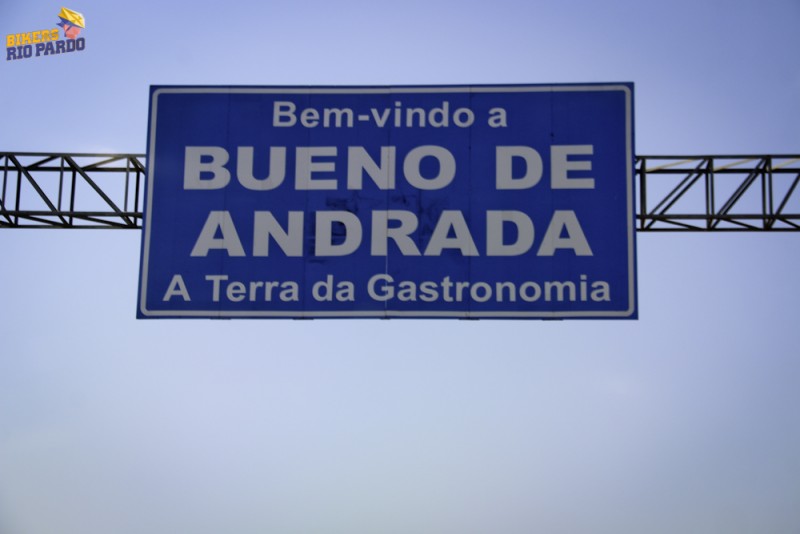 BIKERS
RIO PARDO
Bem-vindo a
BUENO DE
ANDRADA
A Terra da Gastronomia